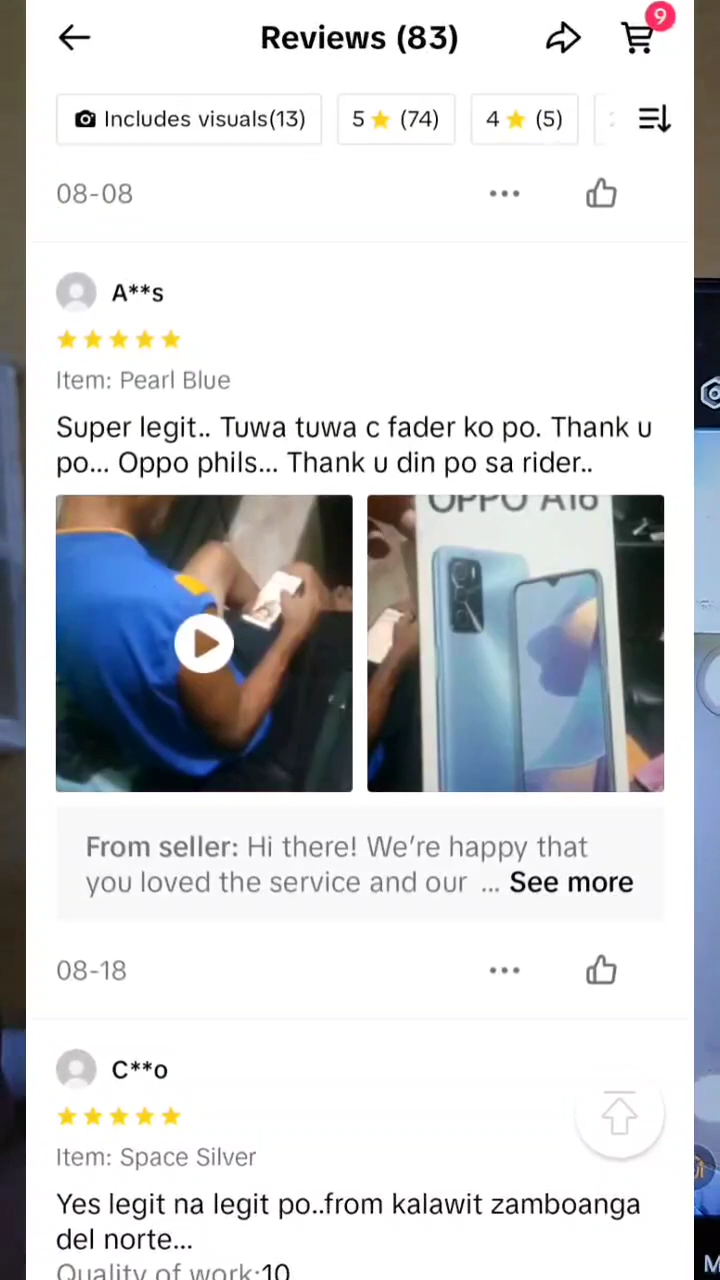 Reviews (83)
9
Includes visuals(13)
5 (74)
4 (5)
08-08
A**s
Item: Pearl Blue
Super legit.. Tuwa tuwa c fader ko po. Thank u
po... Oppo phils... Thank u din po sa rider..
OPPO A16
From seller: Hi there! We're happy that
you loved the service and our ... See more
08-18
C**o
Item: Space Silver
Yes legit na legit po..from kalawit zamboanga
del norte...
Quality of work:10